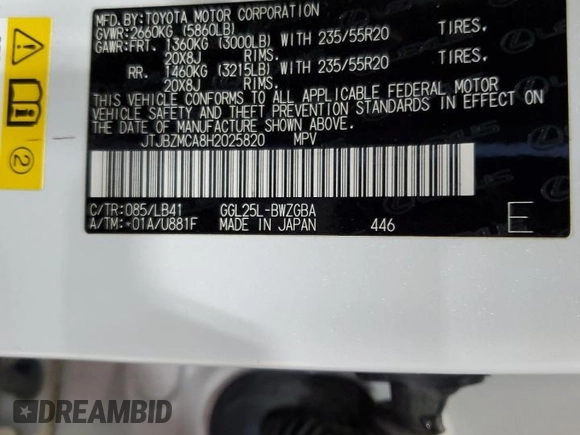 MFD.BY:TOYOTA MOTOR CORPORATION
GVWR:2660KG (5860LB)
GAWR:FRT. 1360KG (3000LB) WITH 235/55R20 TIRES.
20X8J RIMS.
RR. 1460KG (3215LB) WITH 235/55R20 TIRES.
20X8J RIMS.
THIS VEHICLE CONFORMS TO ALL APPLICABLE FEDERAL MOTOR
VEHICLE SAFETY AND THEFT PREVENTION STANDARDS IN EFFECT ON
THE DATE OF MANUFACTURE SHOWN ABOVE.
JTJBZMCA8H2025820 MPV
C/TR:085/LB41 GGL25L-BWZGBA
A/TM:*01A/U881F MADE IN JAPAN 446 E
2
LEXUS
DREAMBID